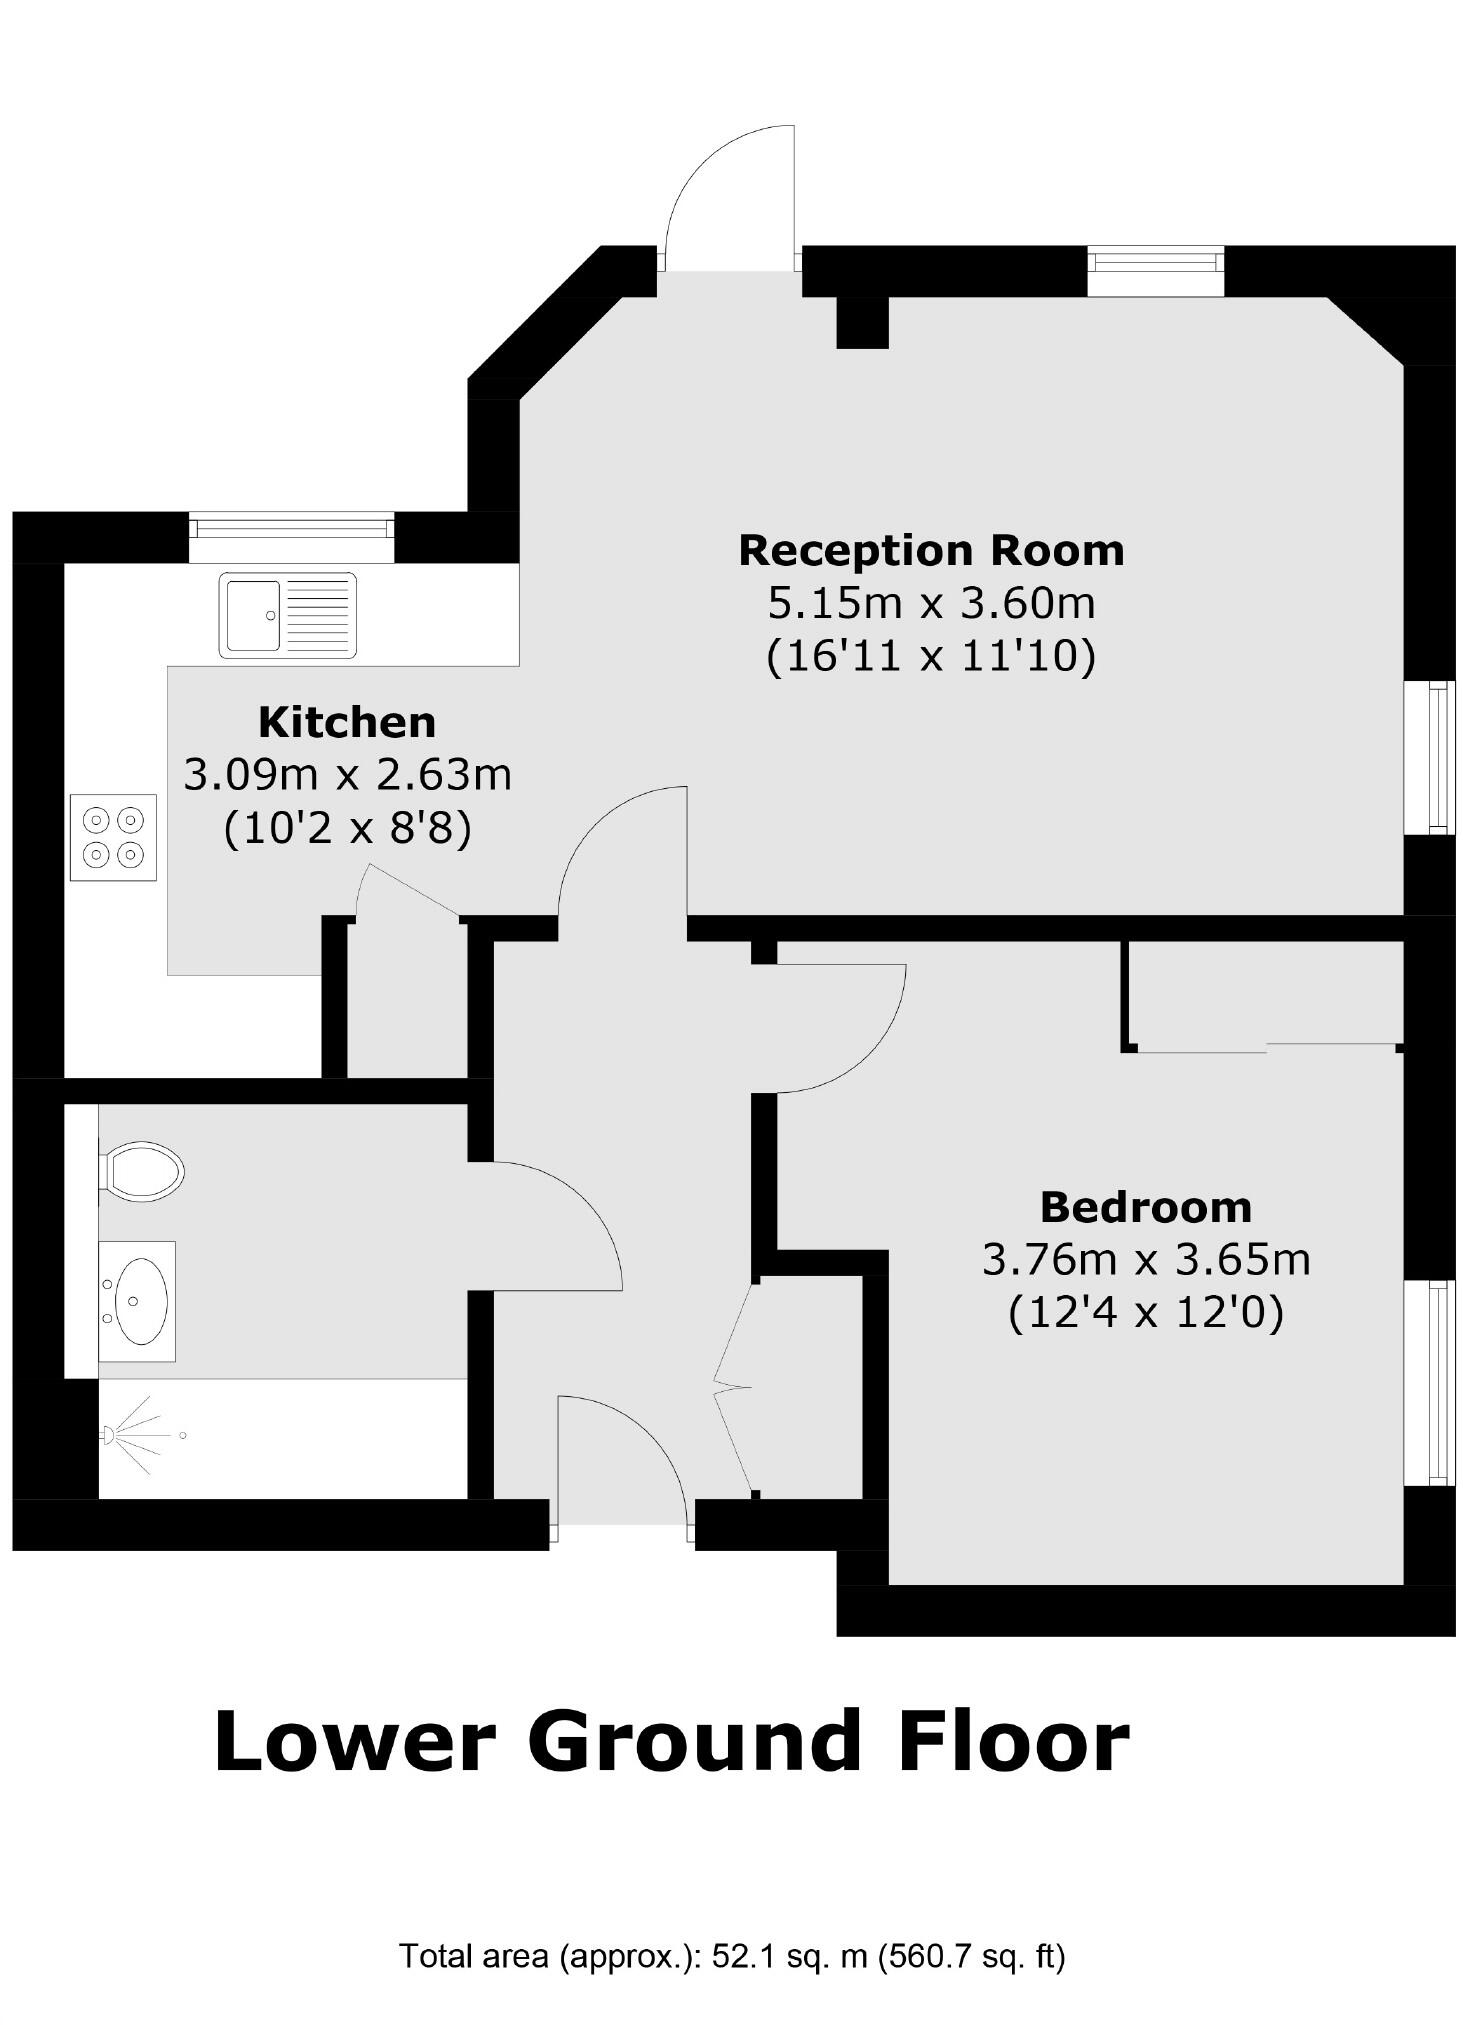 Reception Room
5.15m x 3.60m
(16'11 x 11'10)
Kitchen
3.09m x 2.63m
(10'2 x 8'8)
Bedroom
3.76m x 3.65m
(12'4 x 12'0)
Lower Ground Floor
Total area (approx.): 52.1 sq. m (560.7 sq. ft)